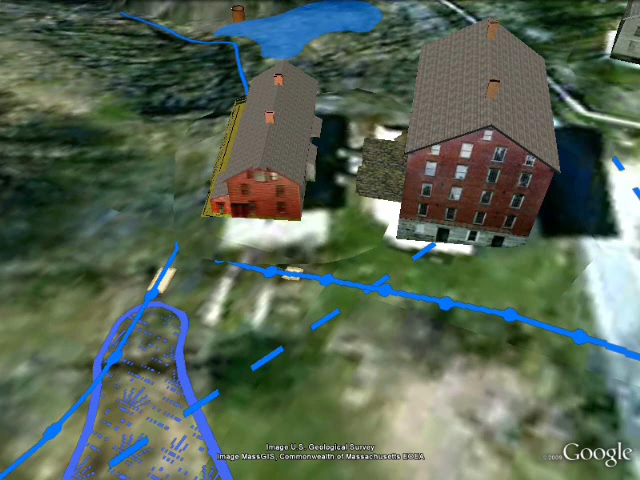 Image U.S. Geological Survey
Image MassGIS, Commonwealth of Massachusetts EOEA
©2009 Google